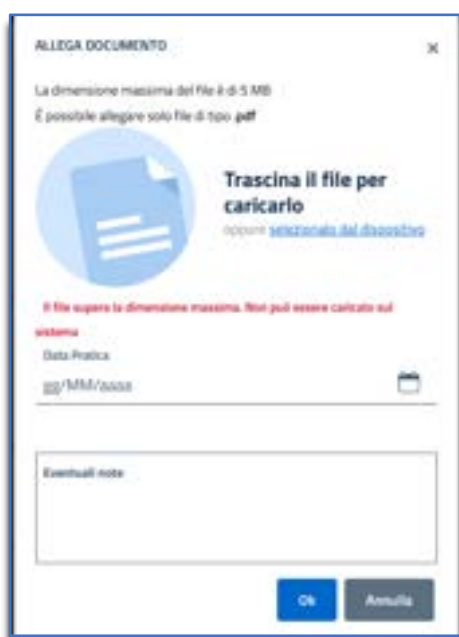 ALLEGA DOCUMENTO ×
La dimensione massima del file è di 5 MB
È possibile allegare solo file di tipo .pdf
Trascina il file per
caricarlo
oppure selezionalo dal dispositivo
Il file supera la dimensione massima. Non può essere caricato sul
sistema
Data Pratica
gg/MM/aaaa
Eventuali note
Ok Annulla